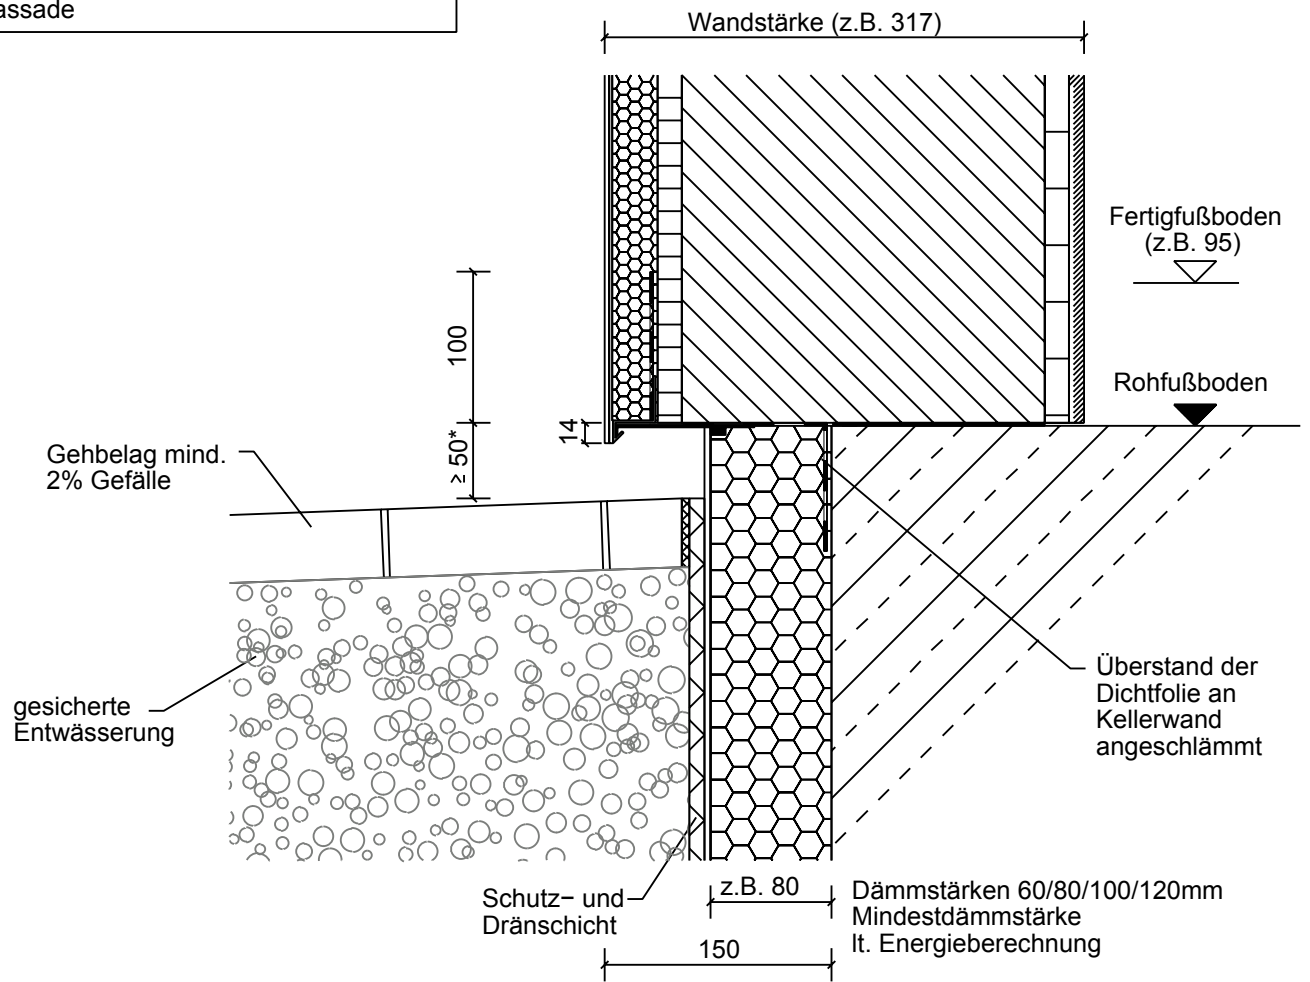 assade
Wandstärke (z.B. 317)
Fertigfußboden
(z.B. 95)
100
Rohfußboden
14
≥ 50*
Gehbelag mind.
2% Gefälle
Überstand der
Dichtfolie an
Kellerwand
angeschlämmt
gesicherte
Entwässerung
z.B. 80
Schutz- und
Dränschicht
Dämmstärken 60/80/100/120mm
Mindestdämmstärke
lt. Energieberechnung
150